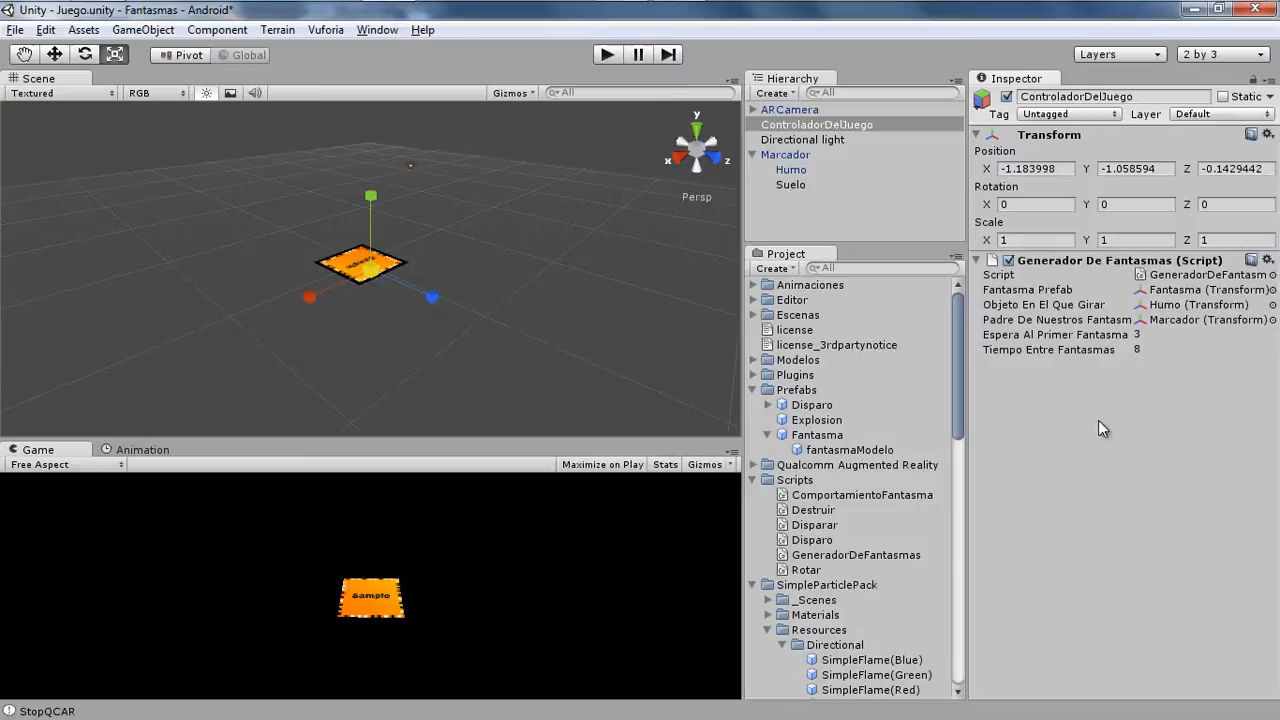 Unity - Juego.unity - Fantasmas - Android*
File Edit Assets GameObject Component Terrain Vuforia Window Help
Pivot Global Layers 2 by 3
Scene
Textured RGB Gizmos All
y
x z
Persp
Hierarchy
Create All
ARCamera
ControladorDelJuego
Directional light
Marcador
Humo
Suelo
Project
Create All
Animaciones
Editor
Escenas
license
license_3rdpartynotice
Modelos
Plugins
Prefabs
Disparo
Explosion
Fantasma
fantasmaModelo
Qualcomm Augmented Reality
Scripts
ComportamientoFantasma
Destruir
Disparar
Disparo
GeneradorDeFantasmas
Rotar
SimpleParticlePack
_Scenes
Materials
Resources
Directional
SimpleFlame(Blue)
SimpleFlame(Green)
SimpleFlame(Red)
Inspector
ControladorDelJuego Static
Tag Untagged Layer Default
Transform
Position
X -1.183998 Y -1.058594 Z -0.1429442
Rotation
X 0 Y 0 Z 0
Scale
X 1 Y 1 Z 1
Generador De Fantasmas (Script)
Script GeneradorDeFantasm
Fantasma Prefab Fantasma (Transform)
Objeto En El Que Girar Humo (Transform)
Padre De Nuestros Fantasm Marcador (Transform)
Espera Al Primer Fantasma 3
Tiempo Entre Fantasmas 8
Game Animation
Free Aspect Maximize on Play Stats Gizmos
Sample
StopQCAR